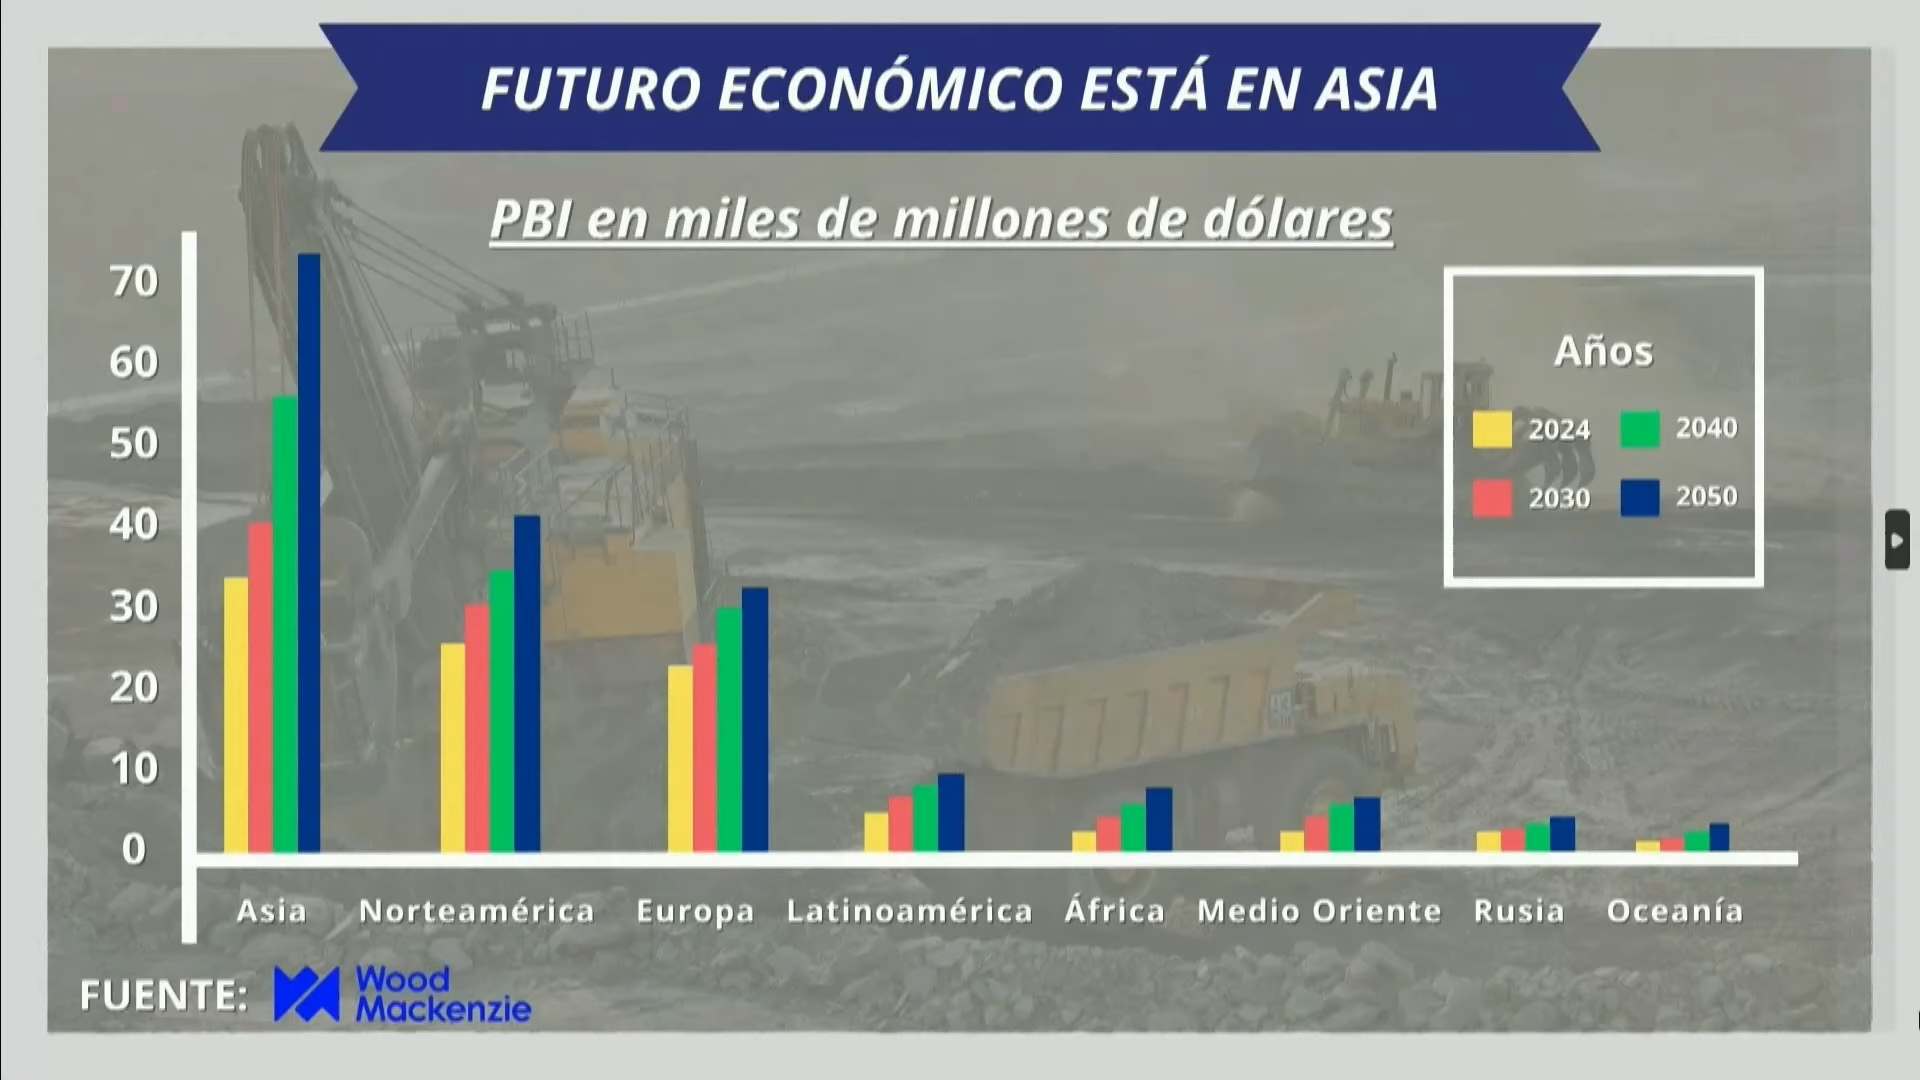 FUTURO ECONÓMICO ESTÁ EN ASIA
PBI en miles de millones de dólares
70
60
50
40
30
20
10
0
Años
2024
2040
2030
2050
Asia
Norteamérica
Europa
Latinoamérica
África
Medio Oriente
Rusia
Oceanía
FUENTE:
Wood
Mackenzie